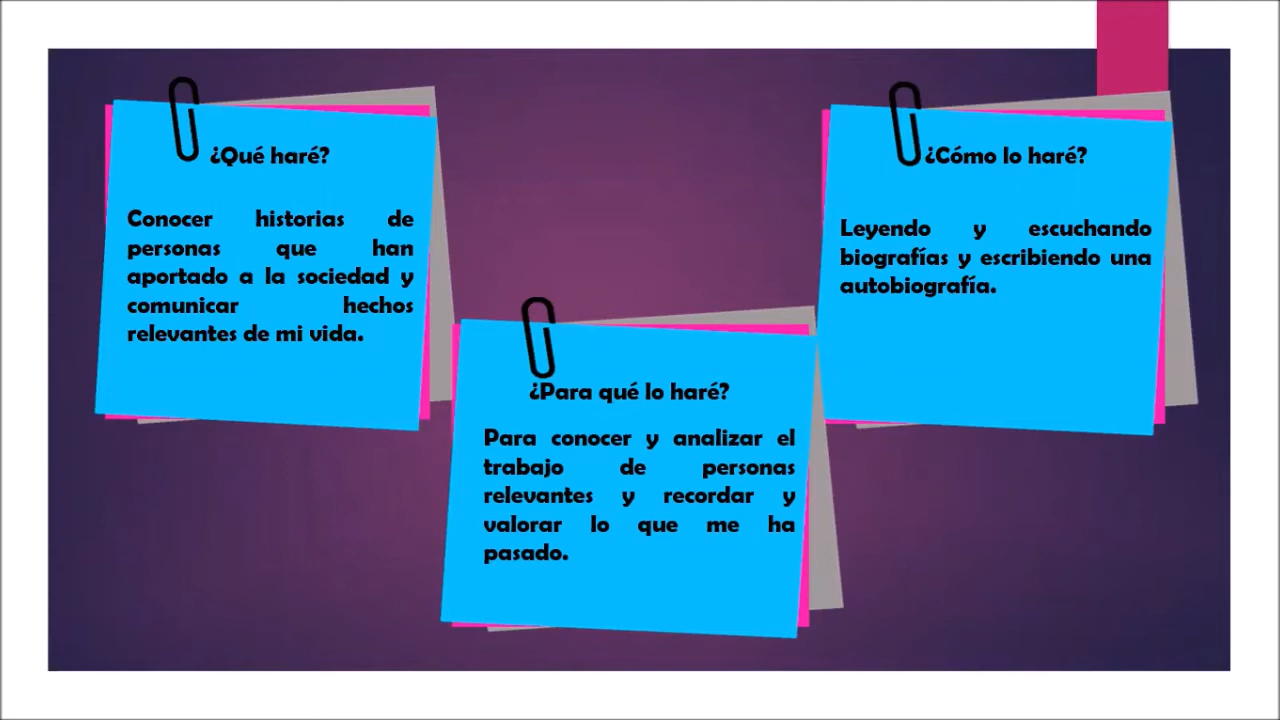 ¿Qué haré?
Conocer historias de
personas que han
aportado a la sociedad y
comunicar hechos
relevantes de mi vida.
¿Para qué lo haré?
Para conocer y analizar el
trabajo de personas
relevantes y recordar y
valorar lo que me ha
pasado.
¿Cómo lo haré?
Leyendo y escuchando
biografías y escribiendo una
autobiografía.